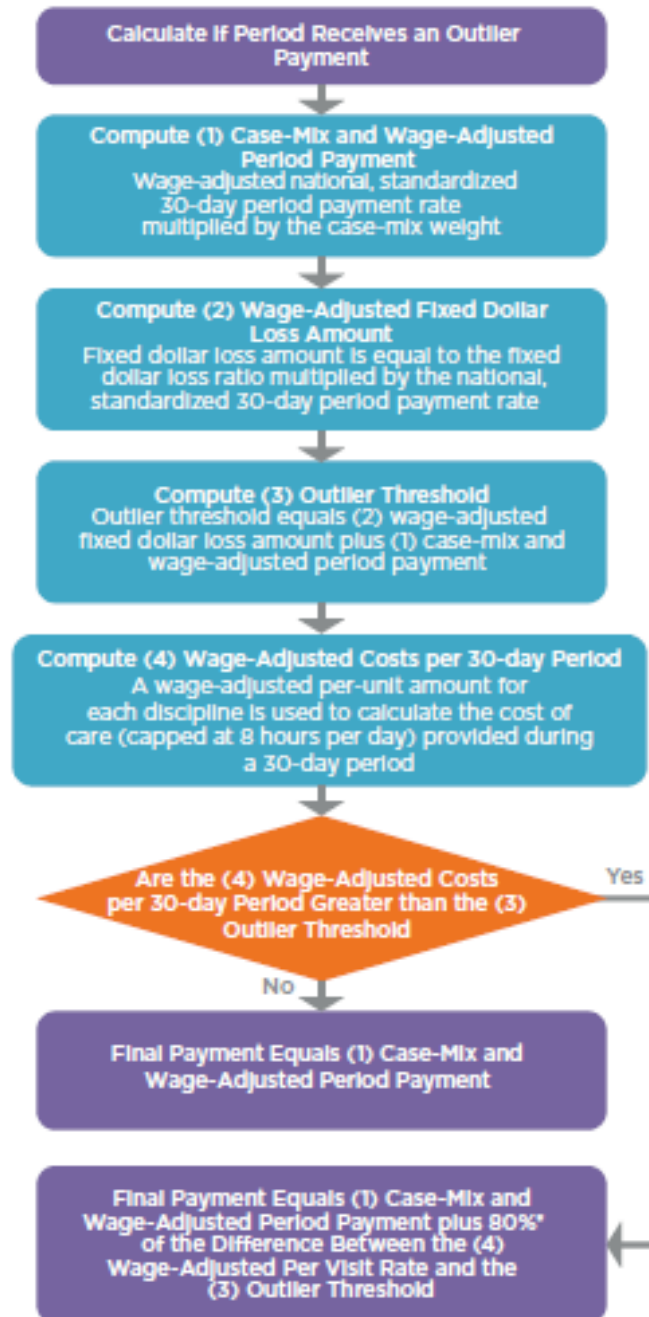 Calculate if Period Receives an Outlier
Payment
Compute (1) Case-Mix and Wage-Adjusted
Period Payment
Wage-adjusted national, standardized
30-day period payment rate
multiplied by the case-mix weight
Compute (2) Wage-Adjusted Fixed Dollar
Loss Amount
Fixed dollar loss amount is equal to the fixed
dollar loss ratio multiplied by the national,
standardized 30-day period payment rate
Compute (3) Outlier Threshold
Outlier threshold equals (2) wage-adjusted
fixed dollar loss amount plus (1) case-mix and
wage-adjusted period payment
Compute (4) Wage-Adjusted Costs per 30-day Period
A wage-adjusted per-unit amount for
each discipline is used to calculate the cost of
care (capped at 8 hours per day) provided during
a 30-day period
Are the (4) Wage-Adjusted Costs
per 30-day Period Greater than the (3)
Outlier Threshold
Yes
No
Final Payment Equals (1) Case-Mix and
Wage-Adjusted Period Payment
Final Payment Equals (1) Case-Mix and
Wage-Adjusted Period Payment plus 80%*
of the Difference Between the (4)
Wage-Adjusted Per Visit Rate and the
(3) Outlier Threshold